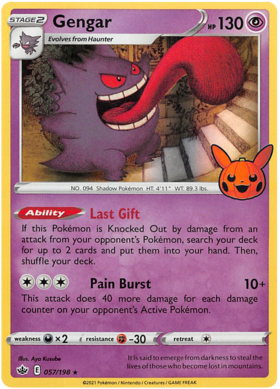 STAGE2 Gengar HP 130
Evolves from Haunter
NO. 094 Shadow Pokémon HT: 4'11" WT: 89.3 lbs.
Ability Last Gift
If this Pokémon is Knocked Out by damage from an
attack from your opponent's Pokémon, search your deck
for up to 2 cards and put them into your hand. Then,
shuffle your deck.
Pain Burst 10+
This attack does 40 more damage for each damage
counter on your opponent's Active Pokémon.
weakness ×2 resistance -30 retreat
Illus. Ayo Kusube
E 057/198 ★
It is said to emerge from darkness to steal the
lives of those who become lost in mountains.
©2021 Pokémon / Nintendo / Creatures / GAME FREAK